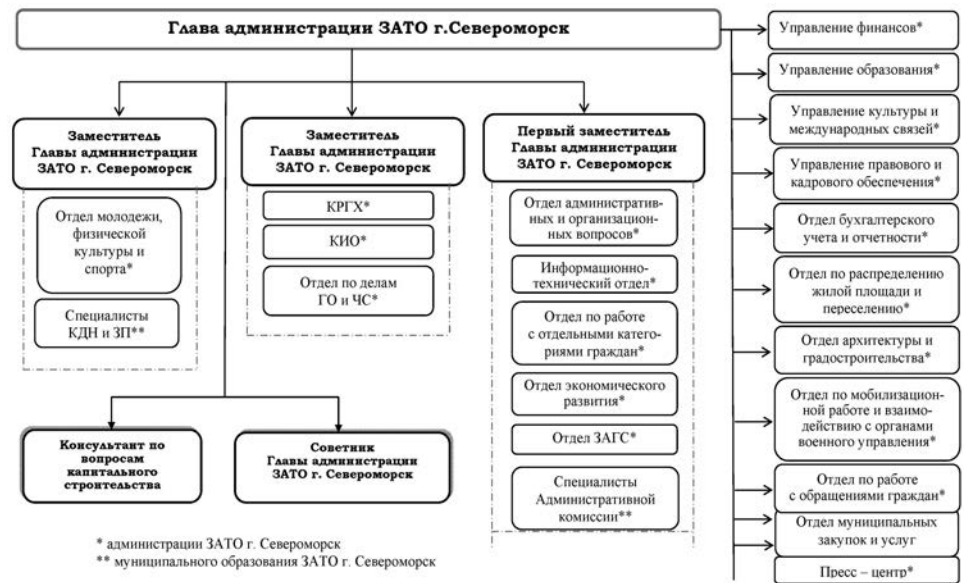 Глава администрации ЗАТО г.Североморск
Заместитель
Главы администрации
ЗАТО г. Североморск
Отдел молодежи,
физической
культуры и
спорта*
Специалисты
КДН и ЗП**
Заместитель
Главы администрации
ЗАТО г. Североморск
КРГХ*
КИО*
Отдел по делам
ГО и ЧС*
Первый заместитель
Главы администрации
ЗАТО г. Североморск
Отдел административ-
ных и организацион-
ных вопросов*
Информационно-
технический отдел*
Отдел по работе
с отдельными катего-
риями граждан*
Отдел экономического
развития*
Отдел ЗАГС*
Специалисты
Административной
комиссии**
Консультант по
вопросам
капитального
строительства
Советник
Главы администрации
ЗАТО г. Североморск
Управление финансов*
Управление образования*
Управление культуры и
международных связей*
Управление правового и
кадрового обеспечения*
Отдел бухгалтерского
учета и отчетности*
Отдел по распределению
жилой площади и
переселению*
Отдел архитектуры и
градостроительства*
Отдел по мобилизацион-
ной работе и взаимо-
действию с органами
военного управления*
Отдел по работе
с обращениями граждан*
Отдел муниципальных
закупок и услуг
Пресс – центр*
* администрации ЗАТО г. Североморск
** муниципального образования ЗАТО г. Североморск